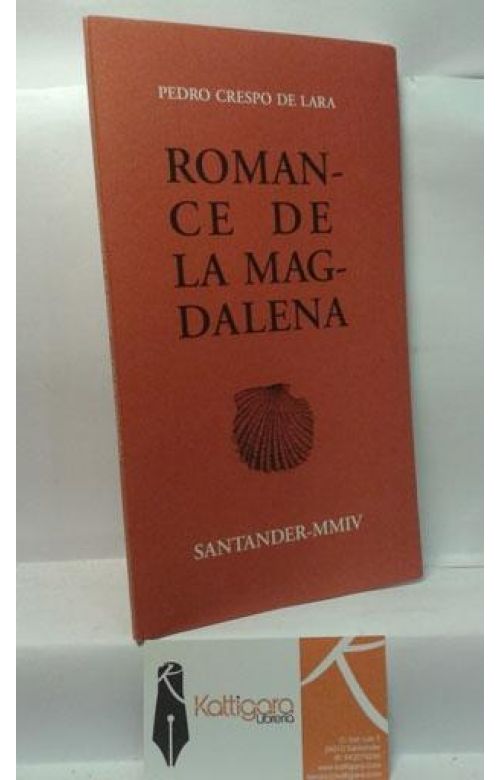 PEDRO CRESPO DE LARA
ROMAN-
CE DE
LA MAG-
DALENA
SANTANDER-MMIV
Kattigara
Librería